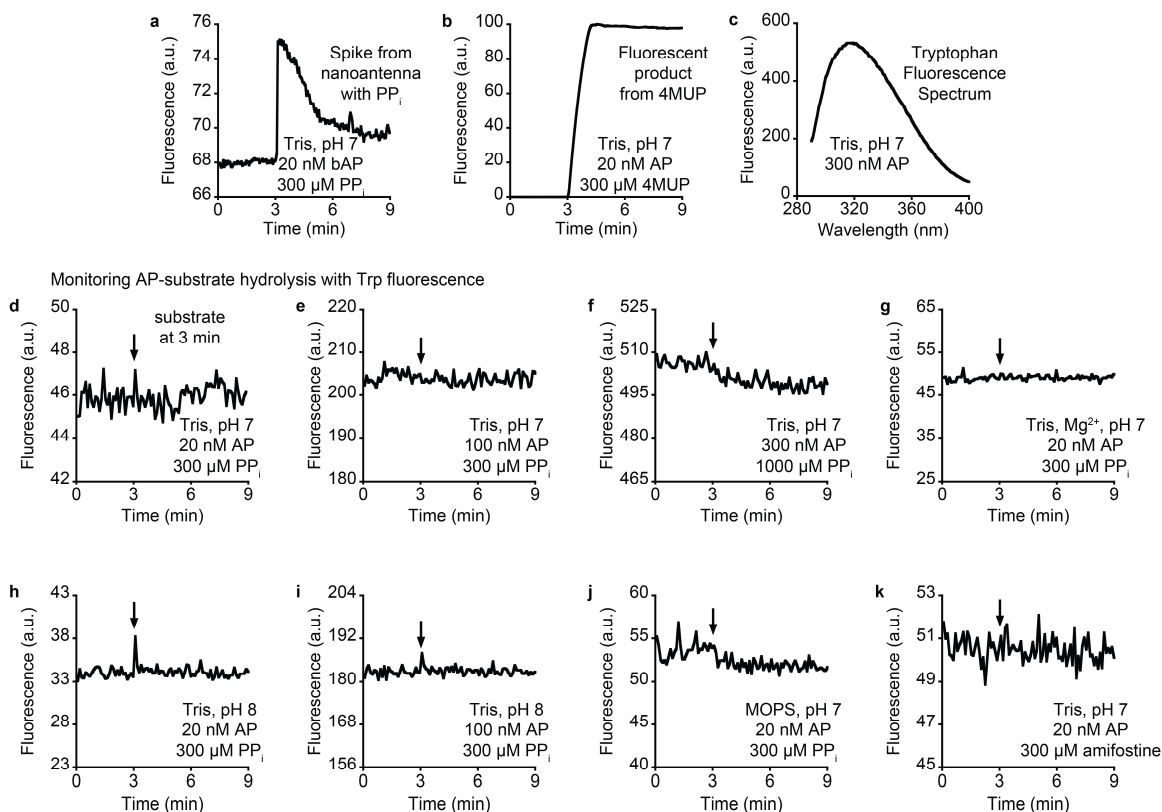 a
76
74
72
70
68
66
Fluorescence (a.u.)
Spike from
nanoantenna
with PPi
Tris, pH 7
20 nM bAP
300 µM PPi
0 3 6 9
Time (min)
b
100
80
60
40
20
0
Fluorescence (a.u.)
Fluorescent
product
from 4MUP
Tris, pH 7
20 nM AP
300 µM 4MUP
0 3 6 9
Time (min)
c
600
400
200
0
Fluorescence (a.u.)
Tryptophan
Fluorescence
Spectrum
Tris, pH 7
300 nM AP
280 320 360 400
Wavelength (nm)
Monitoring AP-substrate hydrolysis with Trp fluorescence
d
50
48
46
44
42
Fluorescence (a.u.)
substrate
at 3 min
Tris, pH 7
20 nM AP
300 µM PPi
0 3 6 9
Time (min)
e
220
210
200
190
180
Fluorescence (a.u.)
Tris, pH 7
100 nM AP
300 µM PPi
0 3 6 9
Time (min)
f
525
510
495
480
465
Fluorescence (a.u.)
Tris, pH 7
300 nM AP
1000 µM PPi
0 3 6 9
Time (min)
g
65
55
45
35
25
Fluorescence (a.u.)
Tris, Mg²⁺, pH 7
20 nM AP
300 µM PPi
0 3 6 9
Time (min)
h
43
38
33
28
23
Fluorescence (a.u.)
Tris, pH 8
20 nM AP
300 µM PPi
0 3 6 9
Time (min)
i
204
192
180
168
156
Fluorescence (a.u.)
Tris, pH 8
100 nM AP
300 µM PPi
0 3 6 9
Time (min)
j
60
58
55
53
50
Fluorescence (a.u.)
MOPS, pH 7
20 nM AP
300 µM PPi
0 3 6 9
Time (min)
k
53
51
49
47
45
Fluorescence (a.u.)
Tris, pH 7
20 nM AP
300 µM amifostine
0 3 6 9
Time (min)